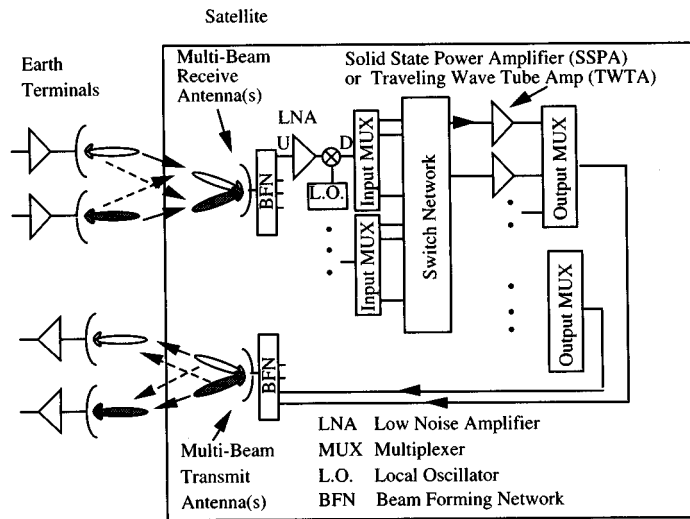 Satellite
Earth
Terminals
Multi-Beam
Receive
Antenna(s)
Solid State Power Amplifier (SSPA)
or Traveling Wave Tube Amp (TWTA)
LNA
U
D
L.O.
BFN
Input MUX
Input MUX
Switch Network
Output MUX
Output MUX
BFN
Multi-Beam
Transmit
Antenna(s)
LNA Low Noise Amplifier
MUX Multiplexer
L.O. Local Oscillator
BFN Beam Forming Network